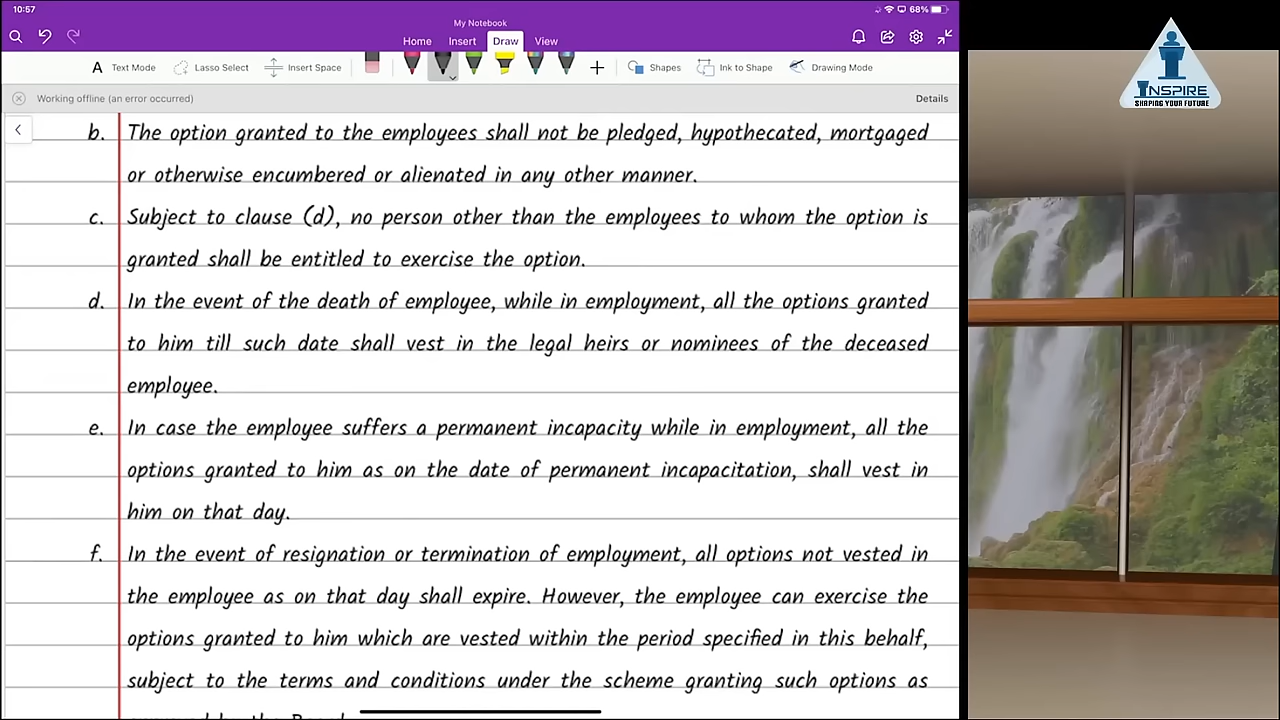 10:57
68%
My Notebook
Home Insert Draw View
Text Mode Lasso Select Insert Space Shapes Ink to Shape Drawing Mode
Working offline (an error occurred) Details
b. The option granted to the employees shall not be pledged, hypothecated, mortgaged
or otherwise encumbered or alienated in any other manner.
c. Subject to clause (d), no person other than the employees to whom the option is
granted shall be entitled to exercise the option.
d. In the event of the death of employee, while in employment, all the options granted
to him till such date shall vest in the legal heirs or nominees of the deceased
employee.
e. In case the employee suffers a permanent incapacity while in employment, all the
options granted to him as on the date of permanent incapacitation, shall vest in
him on that day.
f. In the event of resignation or termination of employment, all options not vested in
the employee as on that day shall expire. However, the employee can exercise the
options granted to him which are vested within the period specified in this behalf,
subject to the terms and conditions under the scheme granting such options as
by the Board
INSPIRE
SHAPING YOUR FUTURE